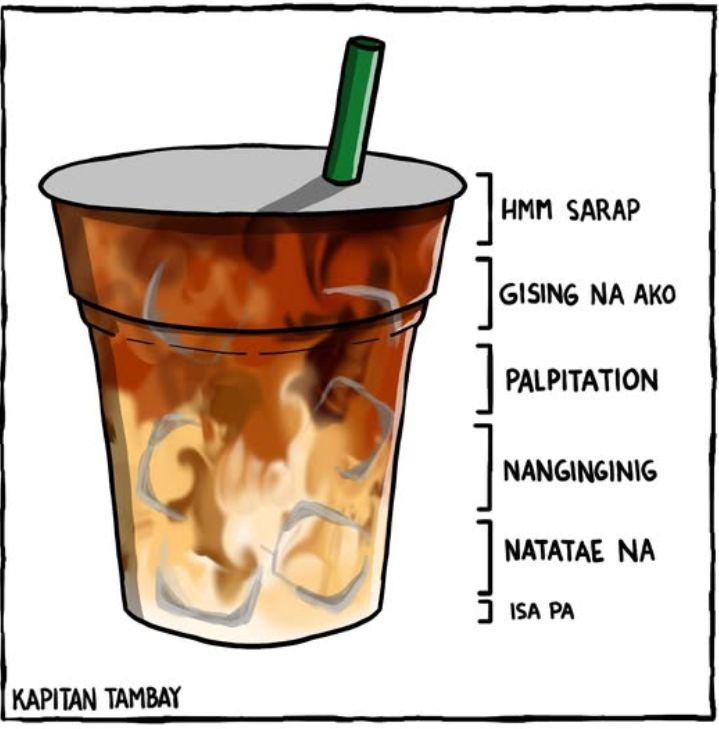 HMM SARAP
GISING NA AKO
PALPITATION
NANGINGINIG
NATATAE NA
ISA PA
KAPITAN TAMBAY